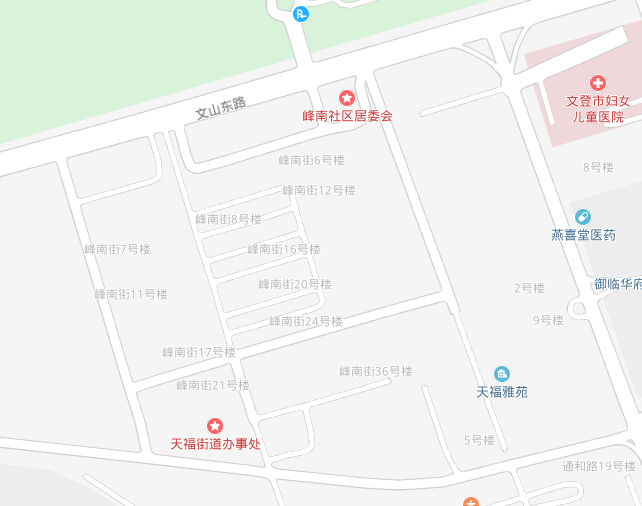 文山东路
峰南社区居委会
文登市妇女
儿童医院
峰南街6号楼
8号楼
峰南街12号楼
峰南街8号楼
燕喜堂医药
峰南街7号楼
峰南街16号楼
峰南街20号楼
御临华府
2号楼
峰南街11号楼
峰南街24号楼
9号楼
峰南街17号楼
峰南街36号楼
峰南街21号楼
天福雅苑
天福街道办事处
5号楼
通和路19号楼